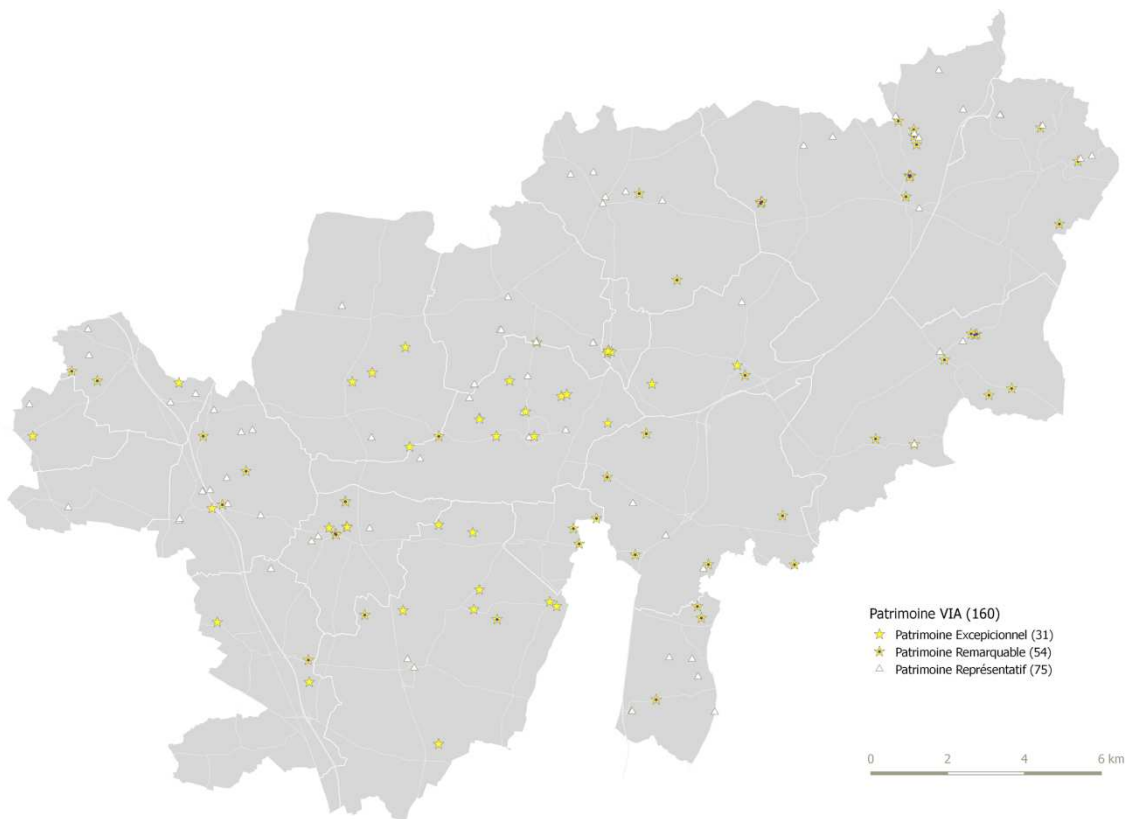 Patrimoine VIA (160)
Patrimoine Excepicionnel (31)
Patrimoine Remarquable (54)
Patrimoine Représentatif (75)
0 2 4 6 km